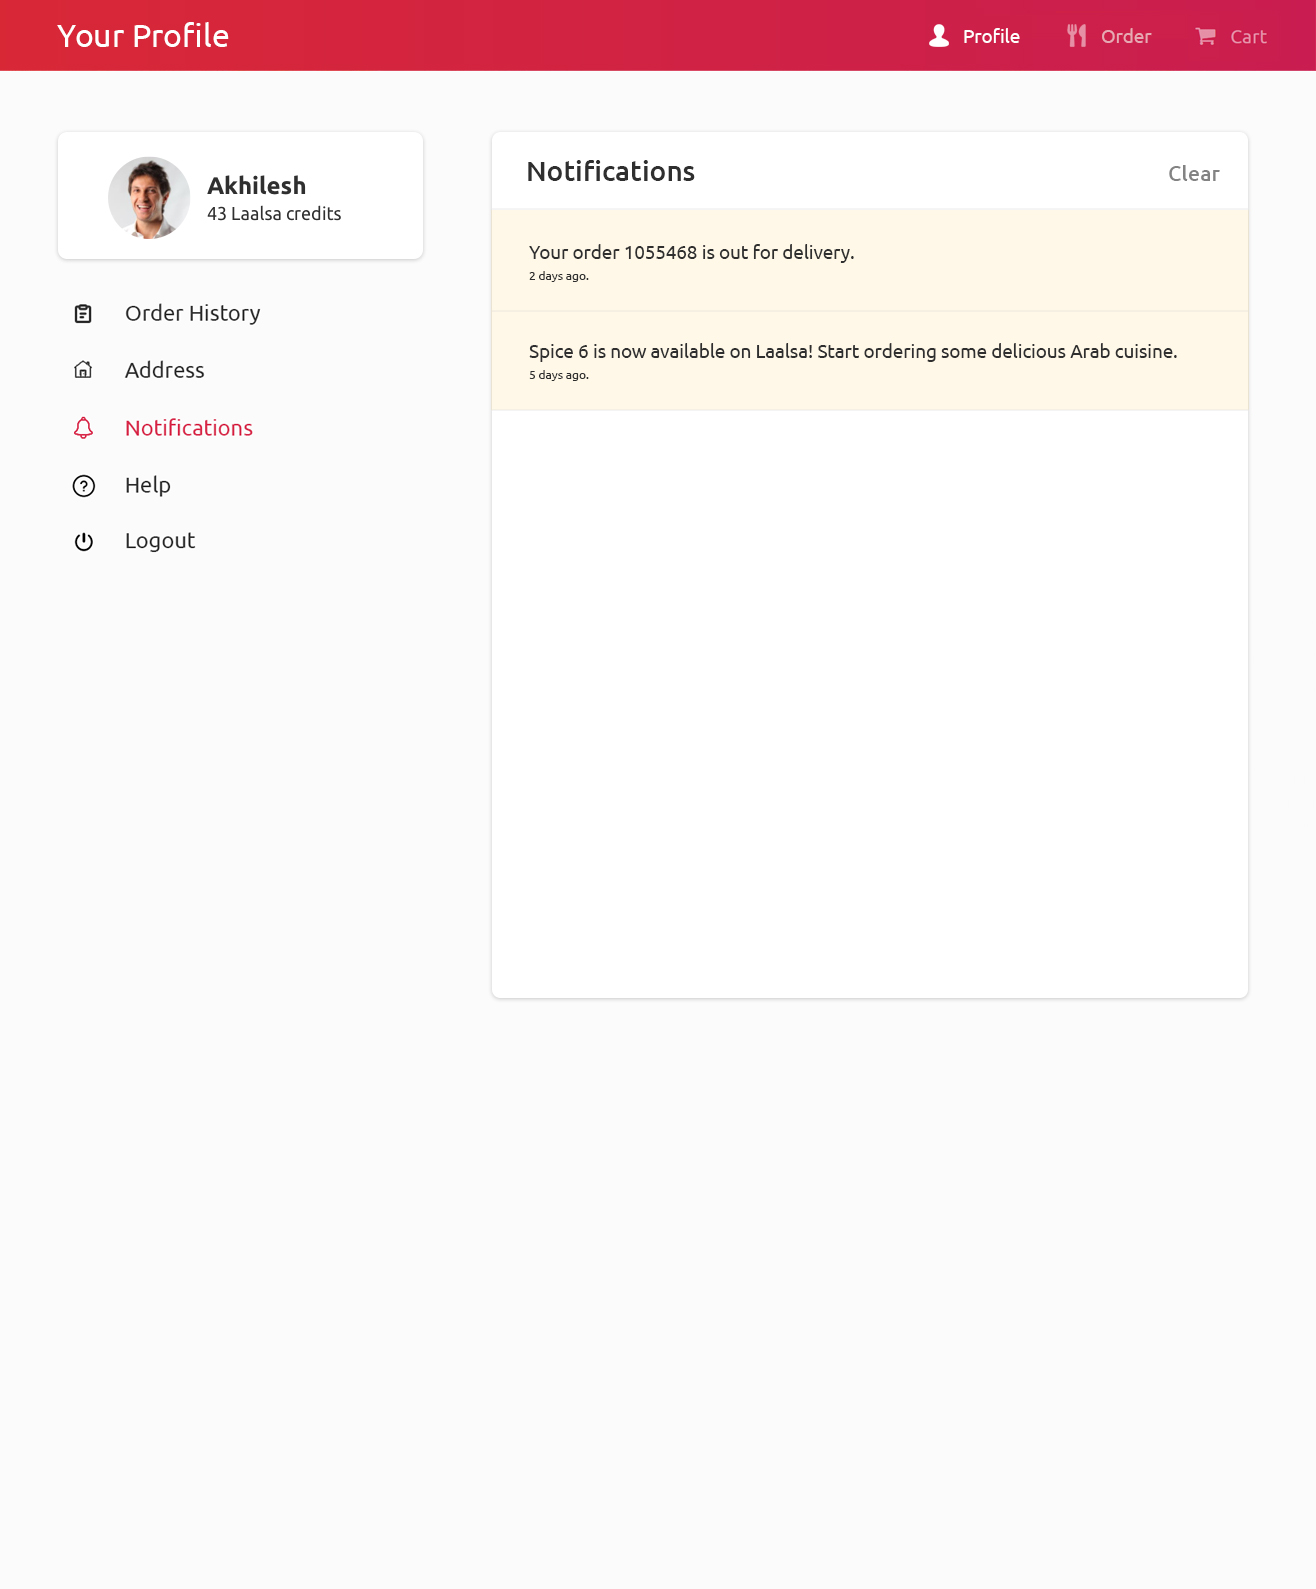 Your Profile
Profile
Order
Cart
Akhilesh
43 Laalsa credits
Order History
Address
Notifications
Help
Logout
Notifications
Clear
Your order 1055468 is out for delivery.
2 days ago.
Spice 6 is now available on Laalsa! Start ordering some delicious Arab cuisine.
5 days ago.